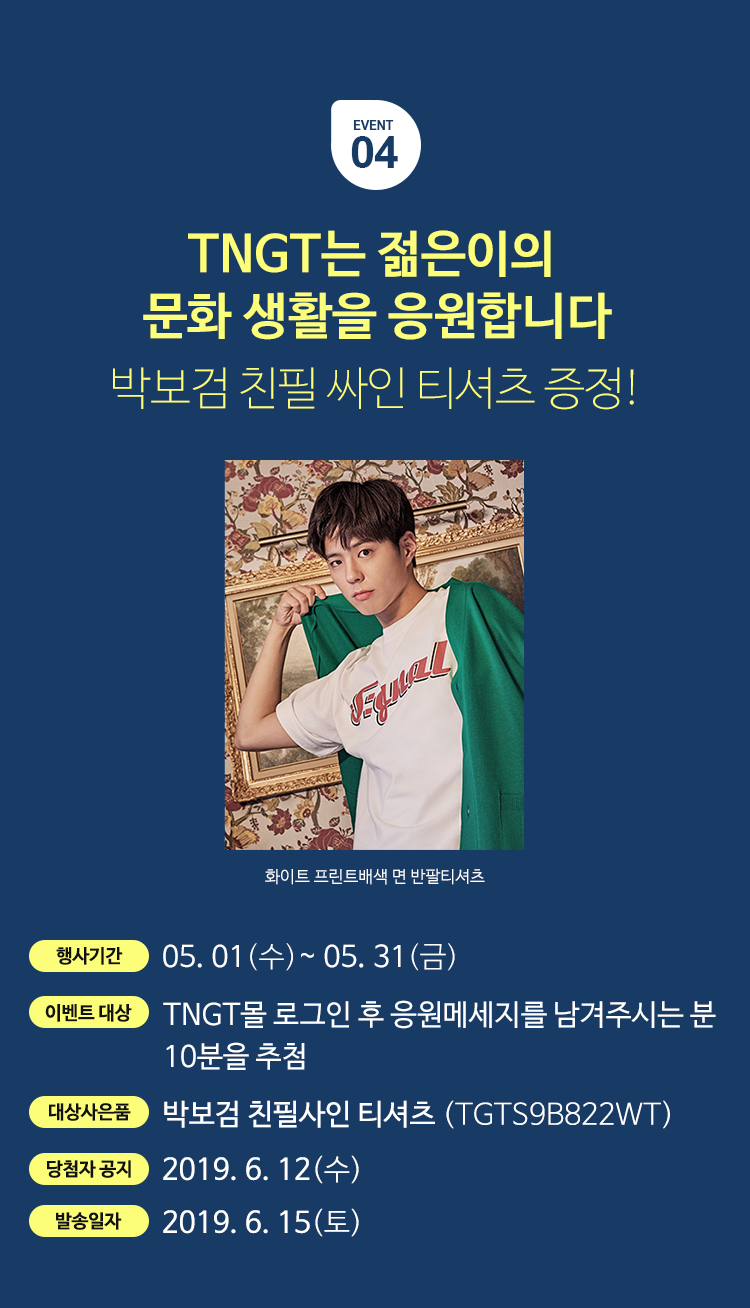 EVENT
04
TNGT는 젊은이의
문화 생활을 응원합니다
박보검 친필 싸인 티셔츠 증정!
Equal
화이트 프린트배색 면 반팔티셔츠
행사기간 05. 01(수) ~ 05. 31(금)
이벤트 대상 TNGT몰 로그인 후 응원메세지를 남겨주시는 분
10분을 추첨
대상사은품 박보검 친필사인 티셔츠 (TGTS9B822WT)
당첨자 공지 2019. 6. 12(수)
발송일자 2019. 6. 15(토)